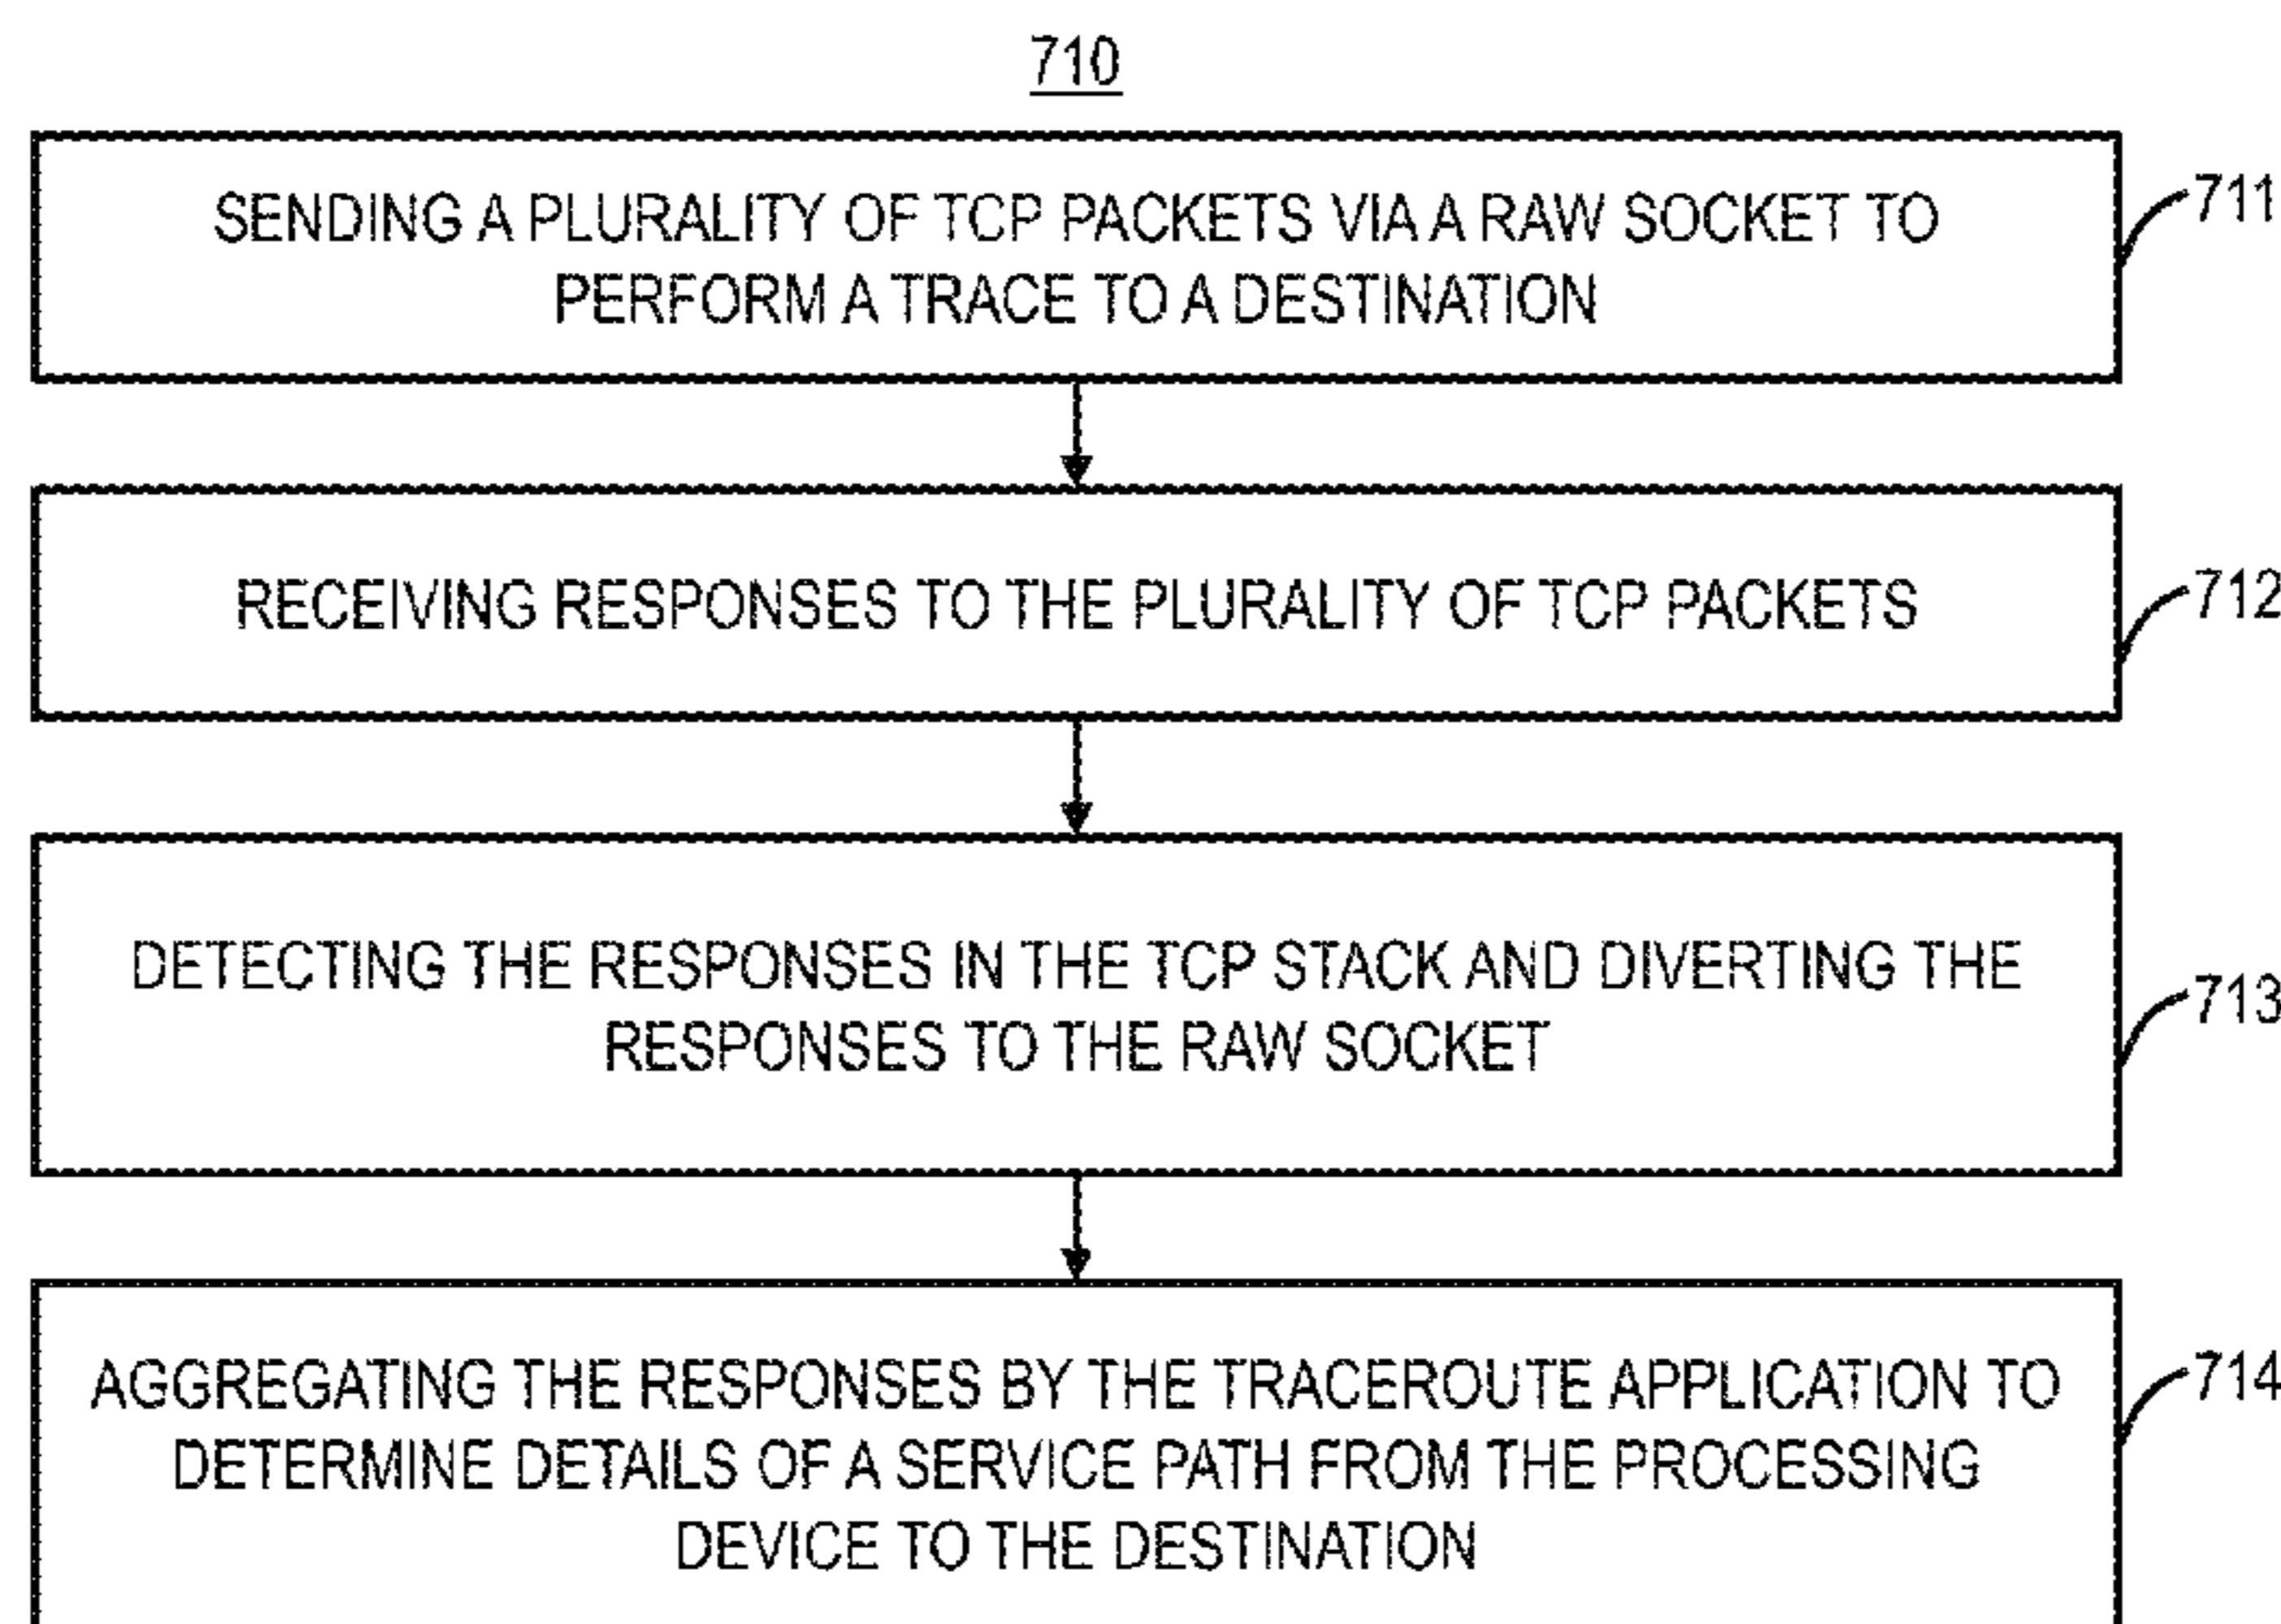 710
SENDING A PLURALITY OF TCP PACKETS VIA A RAW SOCKET TO
PERFORM A TRACE TO A DESTINATION
711
RECEIVING RESPONSES TO THE PLURALITY OF TCP PACKETS
712
DETECTING THE RESPONSES IN THE TCP STACK AND DIVERTING THE
RESPONSES TO THE RAW SOCKET
713
AGGREGATING THE RESPONSES BY THE TRACEROUTE APPLICATION TO
DETERMINE DETAILS OF A SERVICE PATH FROM THE PROCESSING
DEVICE TO THE DESTINATION
714